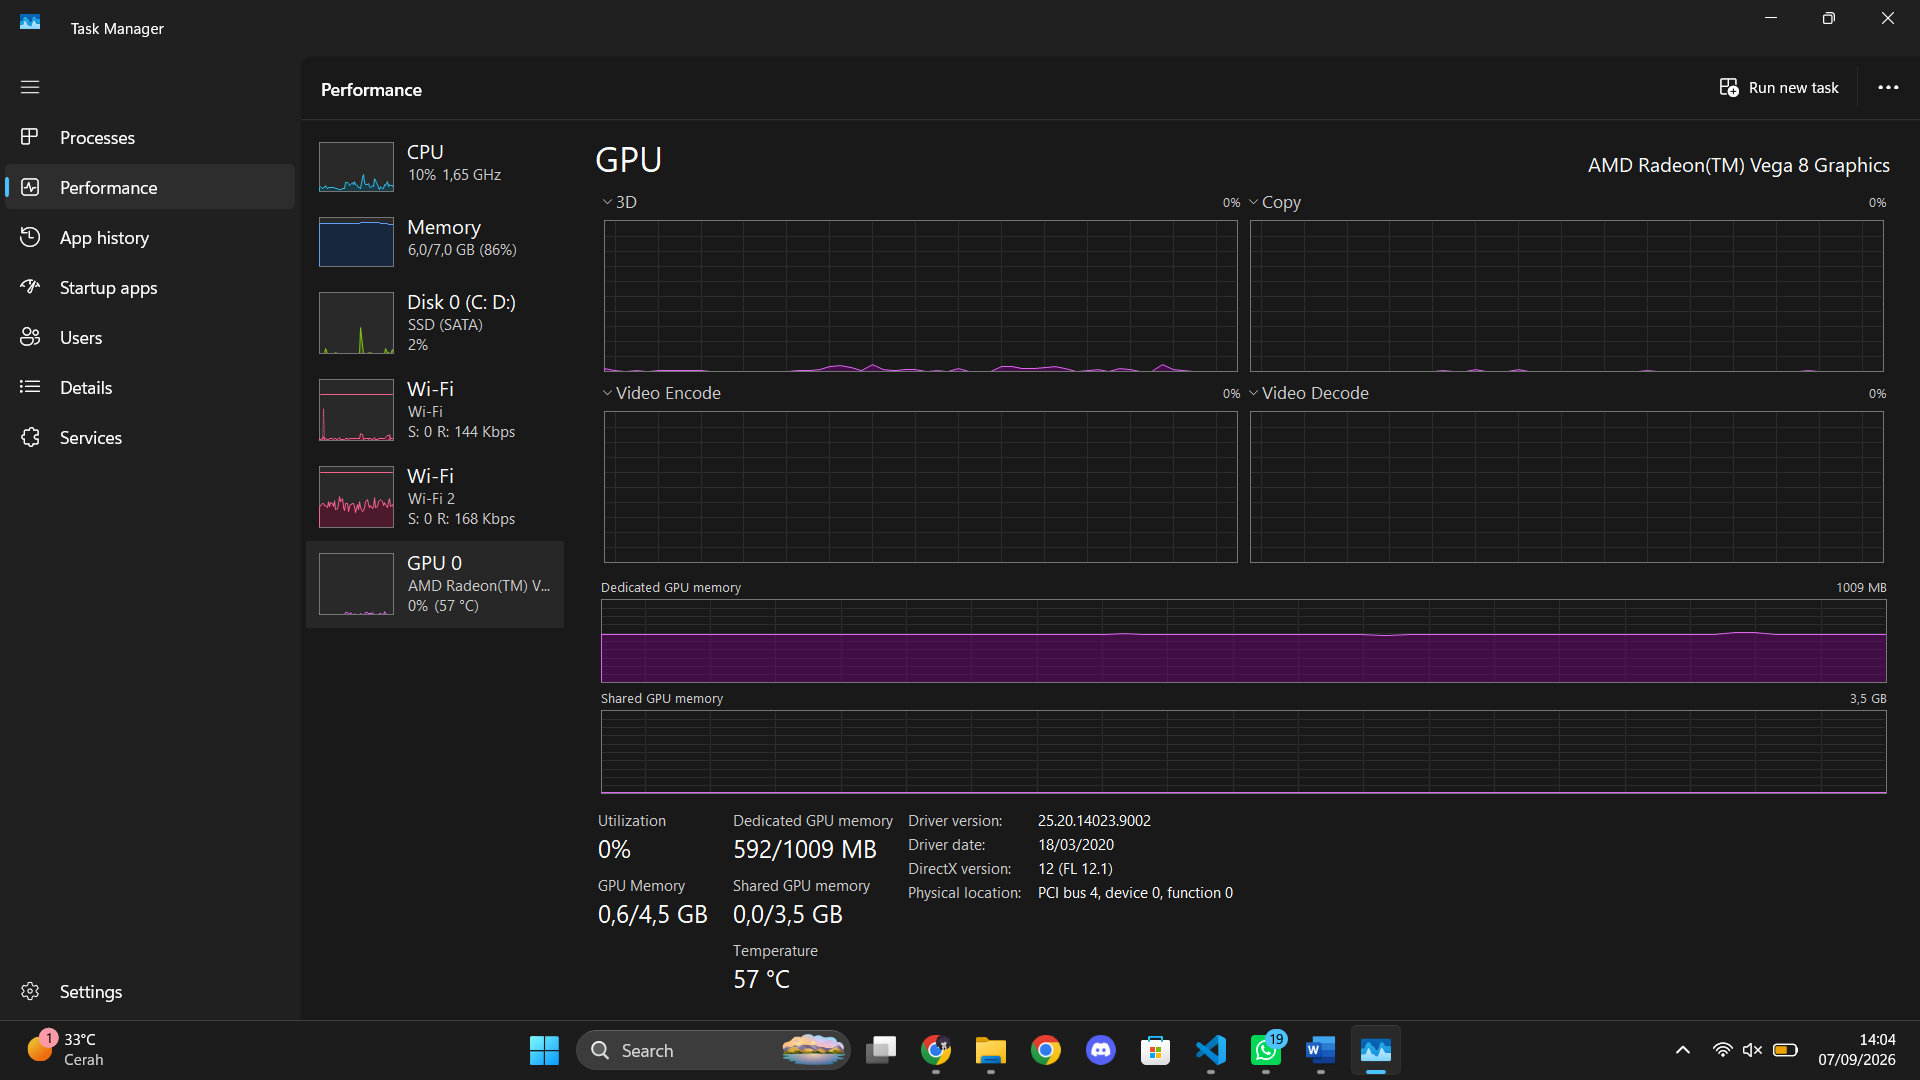 Task Manager
Performance
Run new task
Processes
Performance
App history
Startup apps
Users
Details
Services
Settings
CPU
10% 1,65 GHz
Memory
6,0/7,0 GB (86%)
Disk 0 (C: D:)
SSD (SATA)
2%
Wi-Fi
Wi-Fi
S: 0 R: 144 Kbps
Wi-Fi
Wi-Fi 2
S: 0 R: 168 Kbps
GPU 0
AMD Radeon(TM) V...
0% (57 °C)
GPU
AMD Radeon(TM) Vega 8 Graphics
3D 0%
Copy 0%
Video Encode 0%
Video Decode 0%
Dedicated GPU memory 1009 MB
Shared GPU memory 3,5 GB
Utilization
0%
GPU Memory
0,6/4,5 GB
Dedicated GPU memory
592/1009 MB
Shared GPU memory
0,0/3,5 GB
Temperature
57 °C
Driver version: 25.20.14023.9002
Driver date: 18/03/2020
DirectX version: 12 (FL 12.1)
Physical location: PCI bus 4, device 0, function 0
1
33°C
Cerah
Search
19
W
14:04
07/09/2026